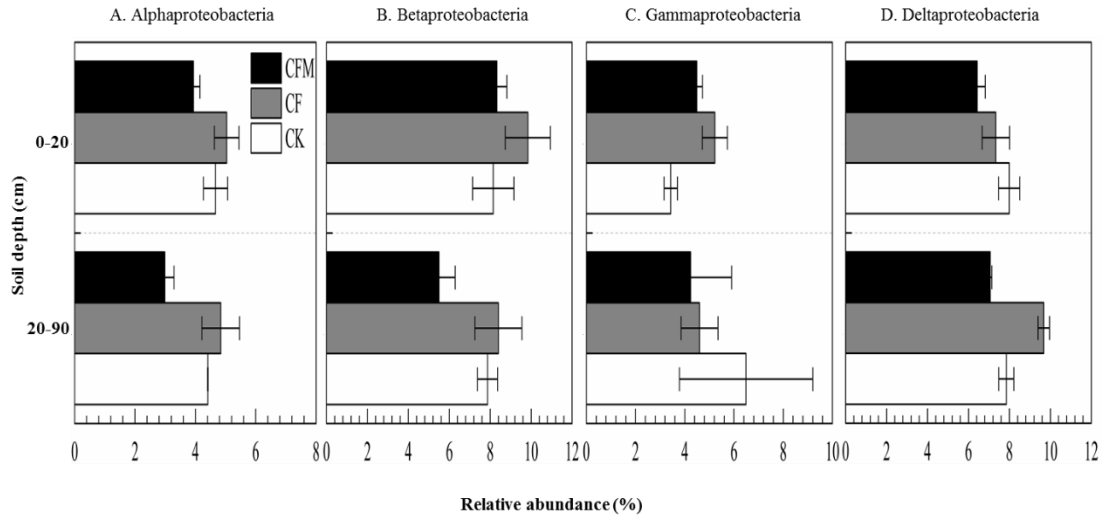 A. Alphaproteobacteria B. Betaproteobacteria C. Gammaproteobacteria D. Deltaproteobacteria
CFM
CF
CK
0-20
Soil depth (cm)
20-90
0 2 4 6 8 0 2 4 6 8 10 12 0 2 4 6 8 10 0 2 4 6 8 10 12
Relative abundance (%)